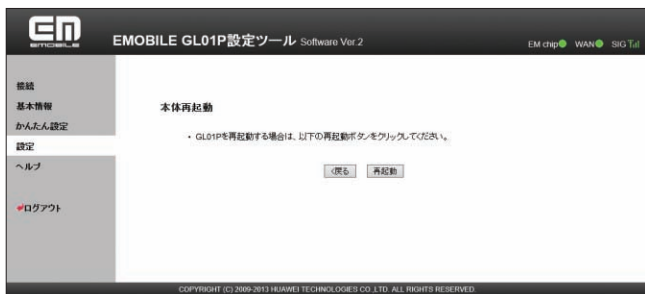 EM
EMOBILE
EMOBILE GL01P設定ツール Software Ver.2
EM chip WAN SIG
接続
基本情報
かんたん設定
設定
ヘルプ
ログアウト
本体再起動
・ GL01Pを再起動する場合は、以下の再起動ボタンをクリックしてください。
<戻る 再起動
COPYRIGHT (C) 2009-2013 HUAWEI TECHNOLOGIES CO.,LTD. ALL RIGHTS RESERVED.